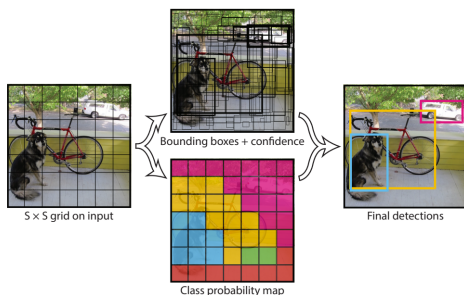 Bounding boxes + confidence
S × S grid on input
Final detections
Class probability map